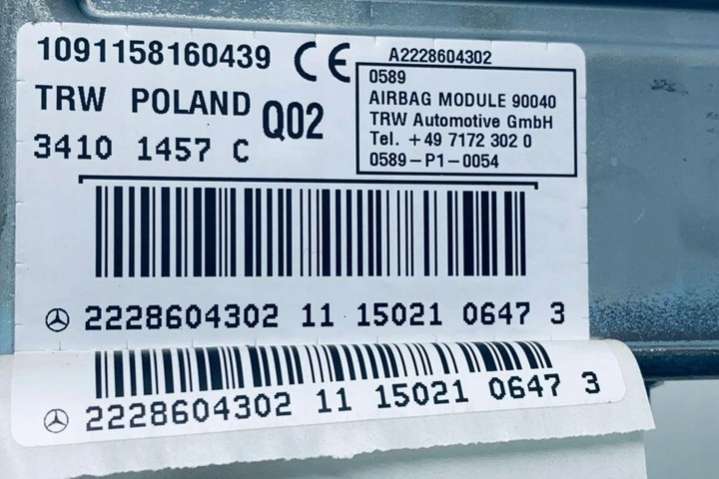 1091158160439
TRW POLAND
Q02
3410 1457 C
A2228604302
0589
AIRBAG MODULE 90040
TRW Automotive GmbH
Tel. +49 7172 302 0
0589-P1-0054
2228604302 11 15021 0647 3
2228604302 11 15021 0647 3